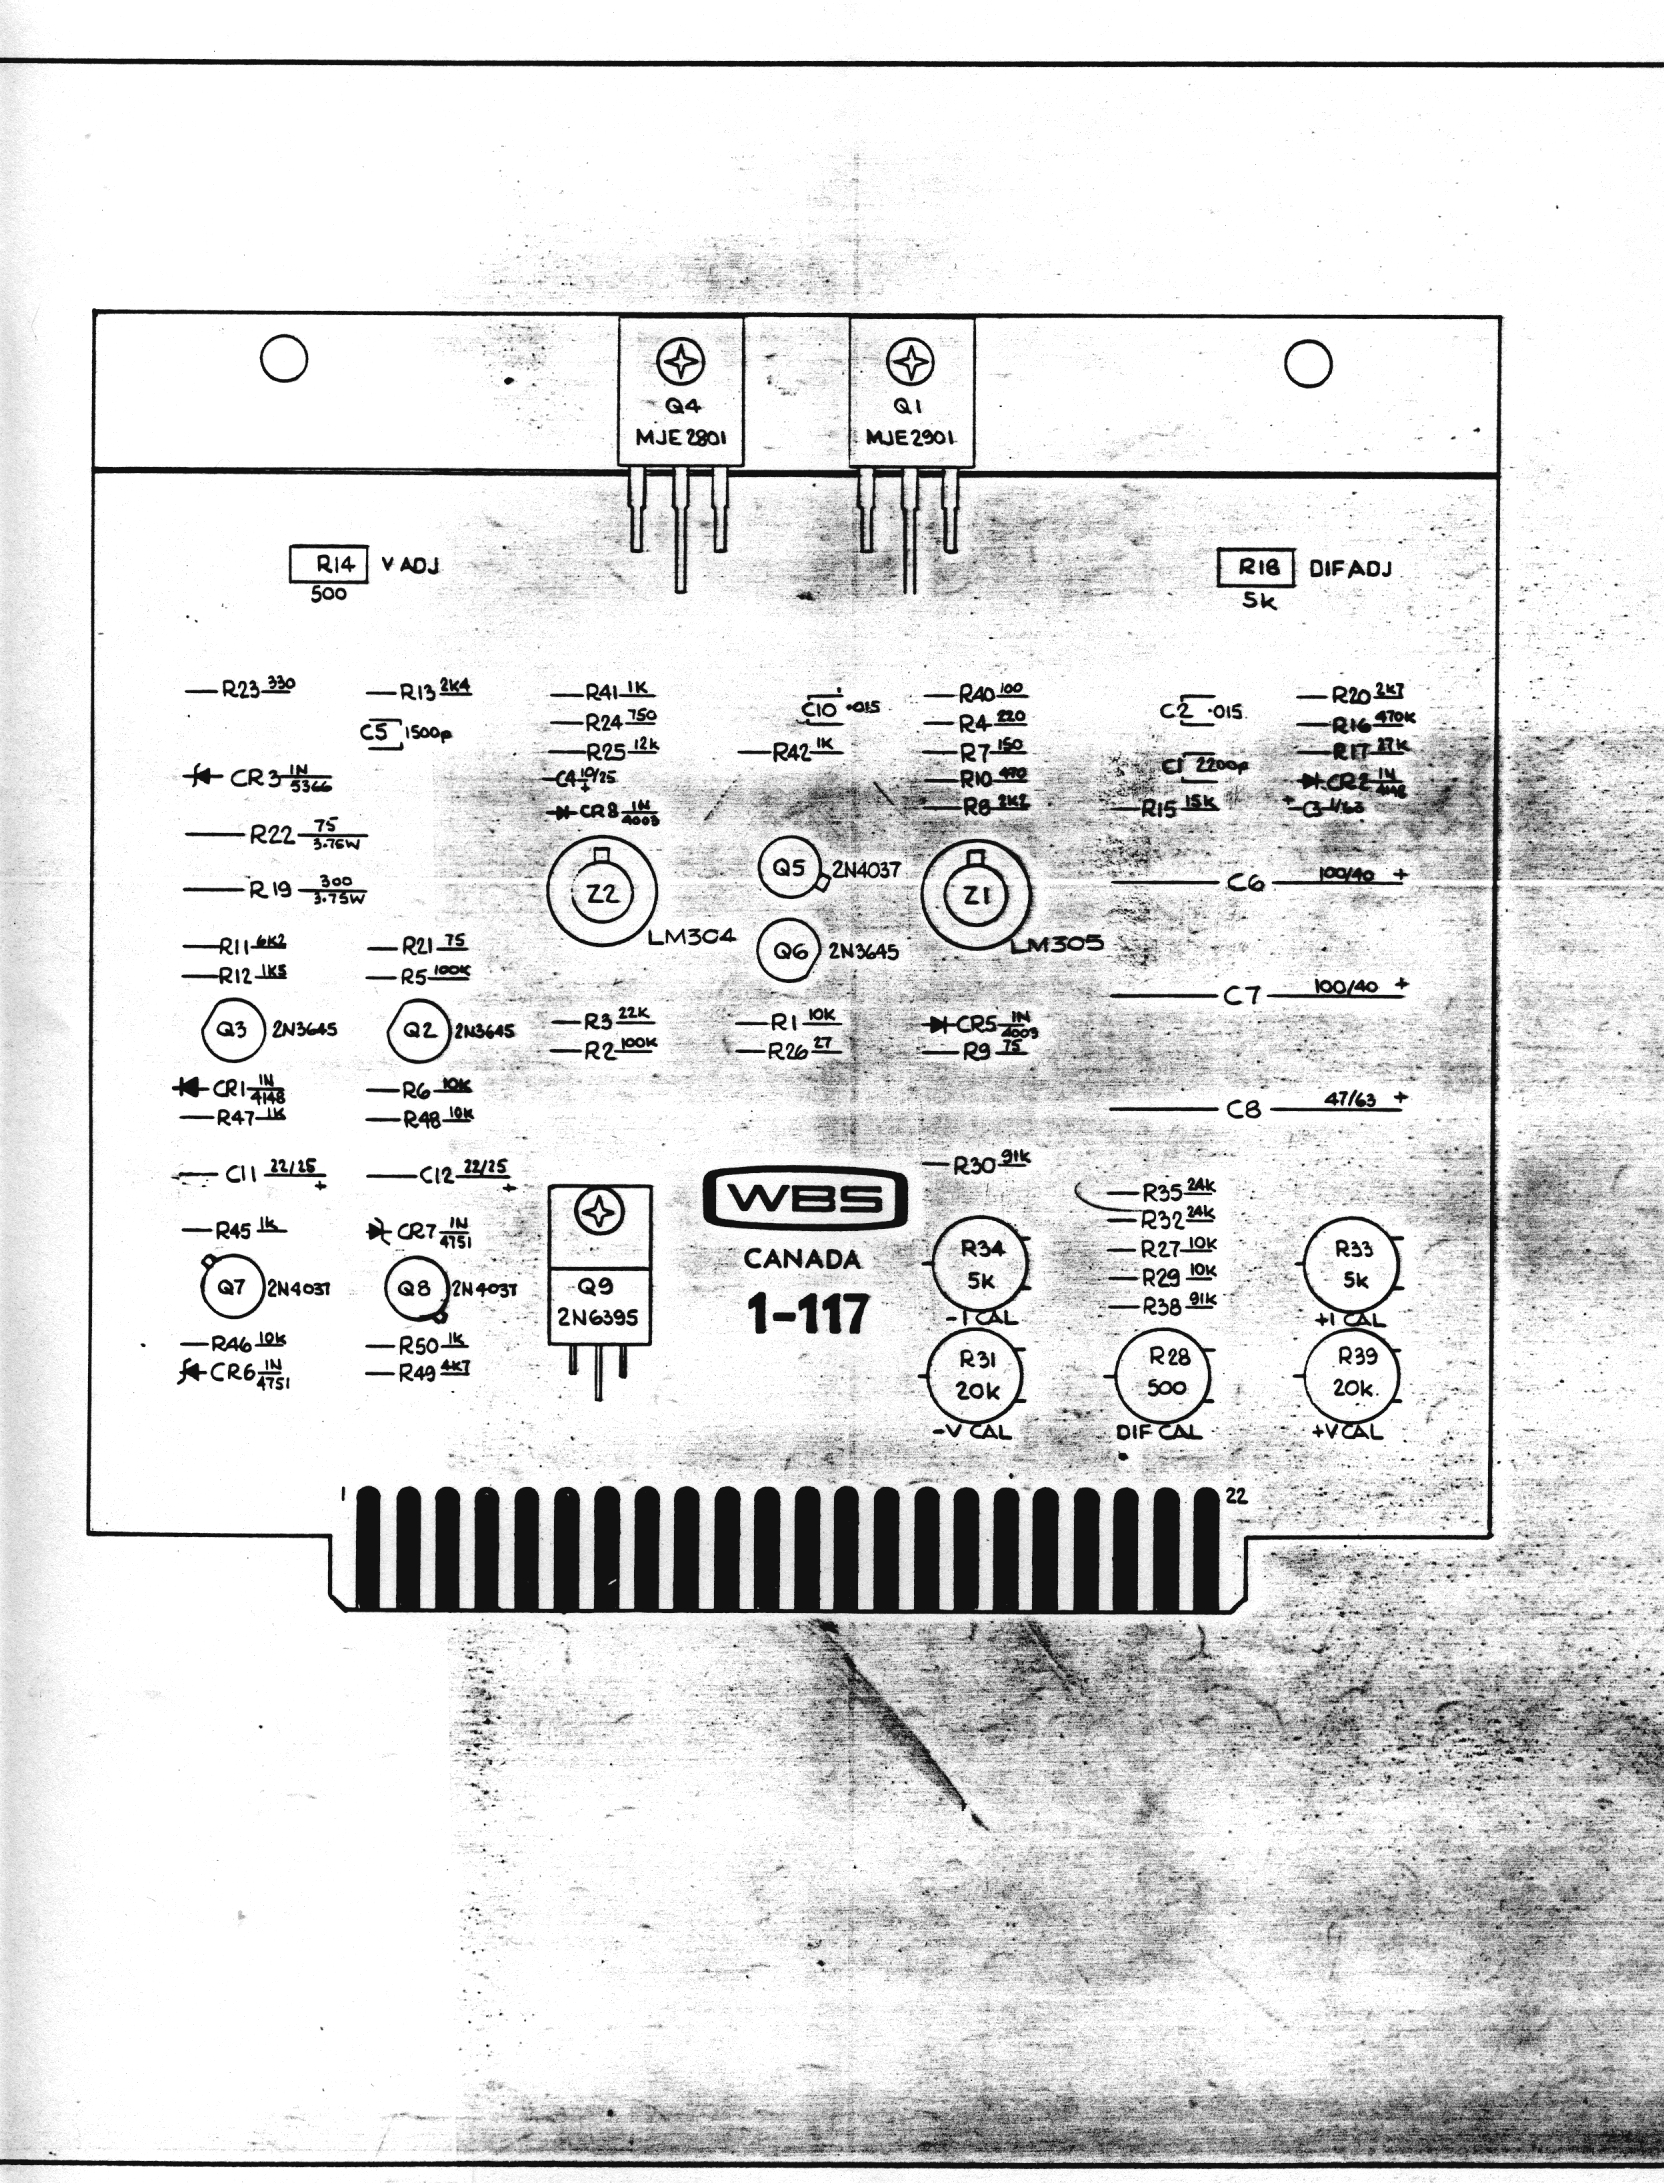 Q4
MJE2801
Q1
MJE2901
R14 V ADJ
500
R18 DIF ADJ
5K
R23 330
R13 2K4
C5 1500p
CR3 1N 5366
R22 75 3.75W
R19 300 3.75W
R11 6K2
R12 1K5
R21 75
R5 100K
Q3 2N3645
Q2 2N3645
CR1 1N 4148
R47 1K
R6 10K
R48 10K
C11 22/25 +
C12 22/25 +
R45 1K
CR7 1N 4751
Q7 2N4037
Q8 2N4037
R46 10K
CR6 1N 4751
R50 1K
R49 4K7
R41 1K
R24 750
R25 12K
C4 10/25 +
CR8 1N 4003
Z2
LM304
R3 22K
R2 100K
Q9
2N6395
C10 .015
R42 1K
Q5 2N4037
Q6 2N3645
R1 10K
R26 27
WBS
CANADA
1-117
R40 100
R4 220
R7 150
R10 470
R8 2K2
Z1
LM305
CR5 1N 4003
R9 75
R30 91K
R34
5K
-I CAL
R31
20K
-V CAL
C2 .015
C1 2200p
R15 15K
R20 2K7
R16 470K
R17 27K
CR2 1N 4148
+ C3 1/63
C6 100/40 +
C7 100/40 +
C8 47/63 +
R35 24K
R32 24K
R27 10K
R29 10K
R38 91K
R28
500
DIF CAL
R33
5K
+I CAL
R39
20K
+V CAL
1
22